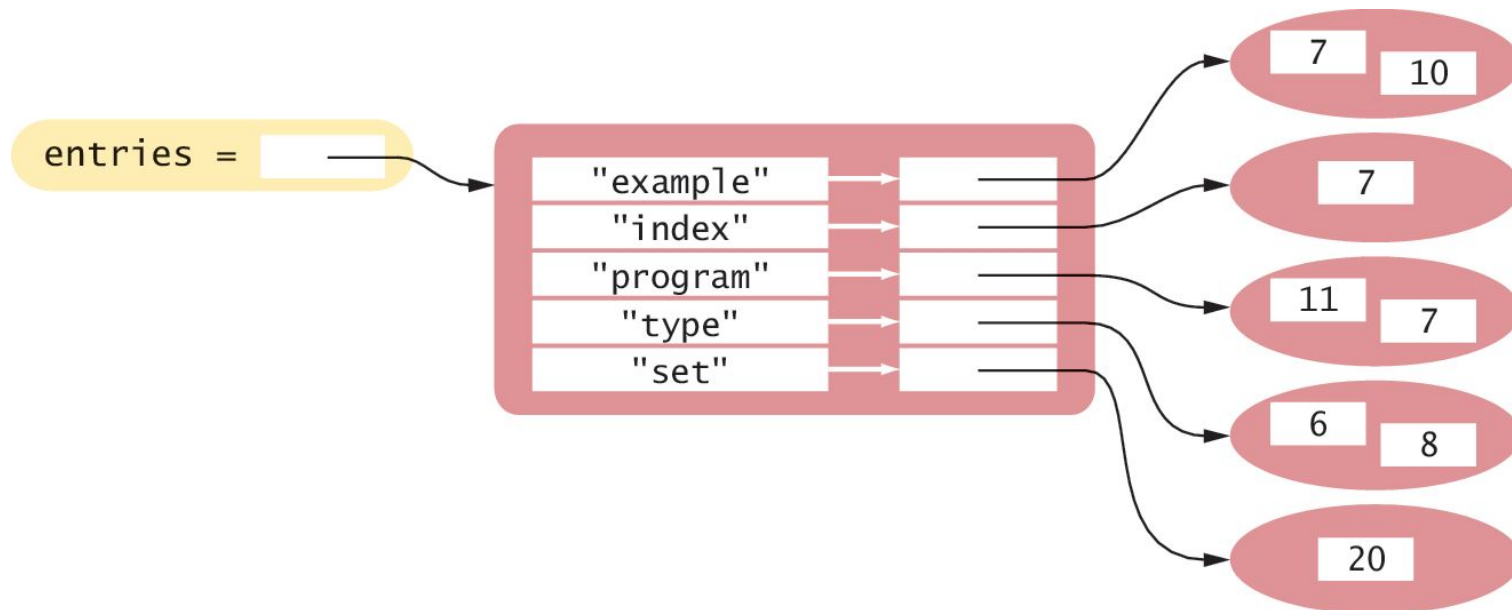 entries =
"example"
7
10
"index"
7
"program"
11
7
"type"
6
8
"set"
20